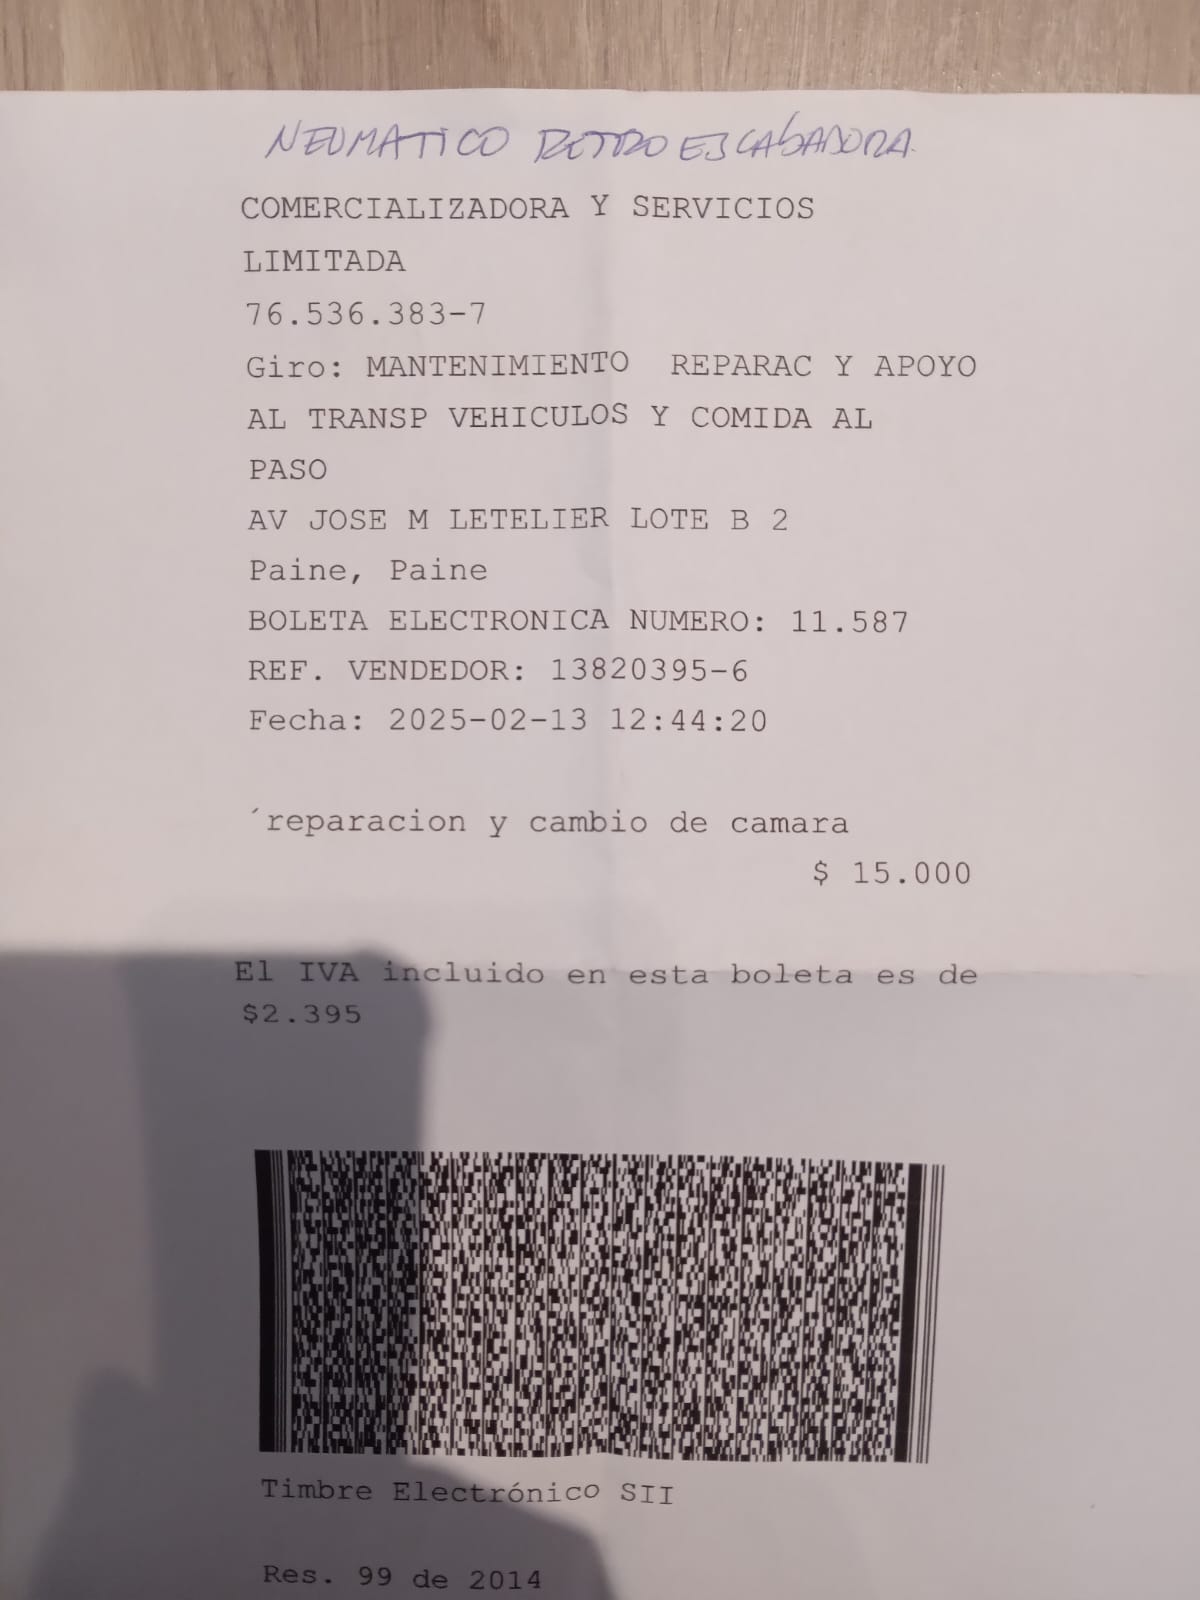 NEUMATICO RETRO ESCABADORA.
COMERCIALIZADORA Y SERVICIOS
LIMITADA
76.536.383-7
Giro: MANTENIMIENTO  REPARAC Y APOYO
AL TRANSP VEHICULOS Y COMIDA AL
PASO
AV JOSE M LETELIER LOTE B 2
Paine, Paine
BOLETA ELECTRONICA NUMERO: 11.587
REF. VENDEDOR: 13820395-6
Fecha: 2025-02-13 12:44:20
´reparacion y cambio de camara
$ 15.000
El IVA incluido en esta boleta es de
$2.395
Timbre Electrónico SII
Res. 99 de 2014